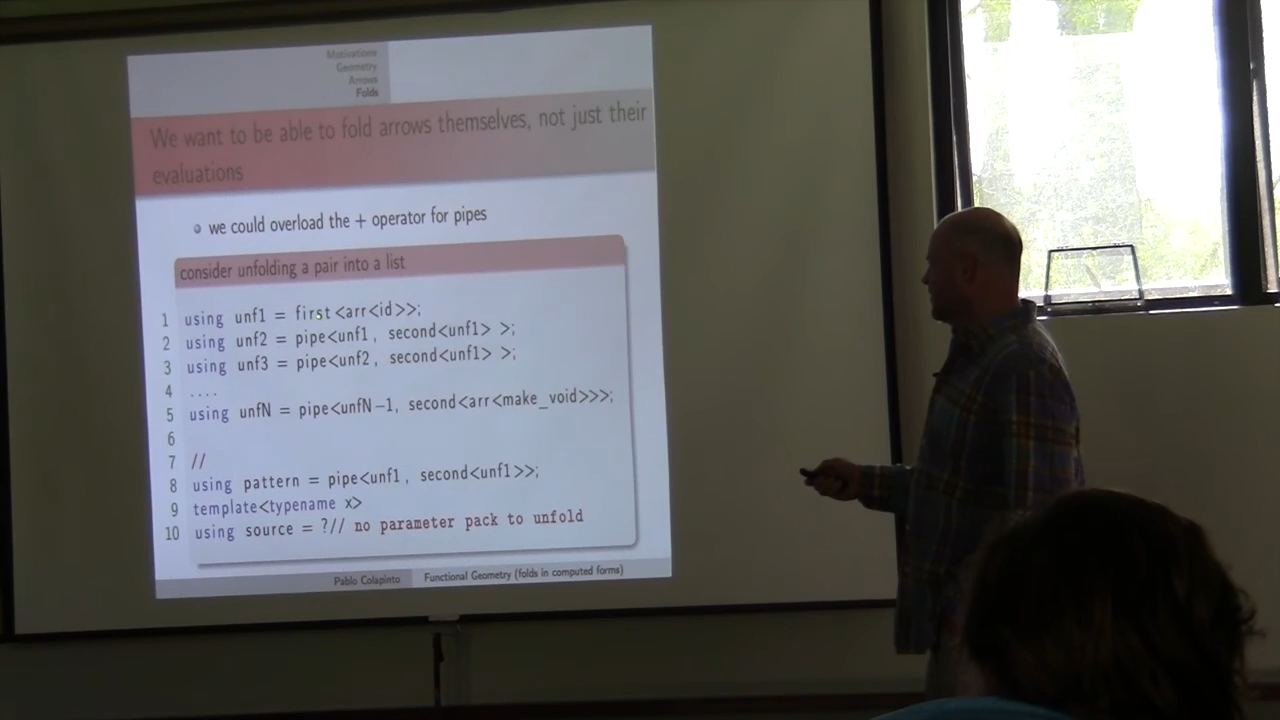 Motivations
Geometry
Arrows
Folds
We want to be able to fold arrows themselves, not just their
evaluations
we could overload the + operator for pipes
consider unfolding a pair into a list
1 using unf1 = first<arr<id>>;
2 using unf2 = pipe<unf1, second<unf1> >;
3 using unf3 = pipe<unf2, second<unf1> >;
4 ....
5 using unfN = pipe<unfN-1, second<arr<make_void>>>;
6
7 //
8 using pattern = pipe<unf1, second<unf1>>;
9 template<typename x>
10 using source = ?// no parameter pack to unfold
Pablo Colapinto Functional Geometry (folds in computed forms)